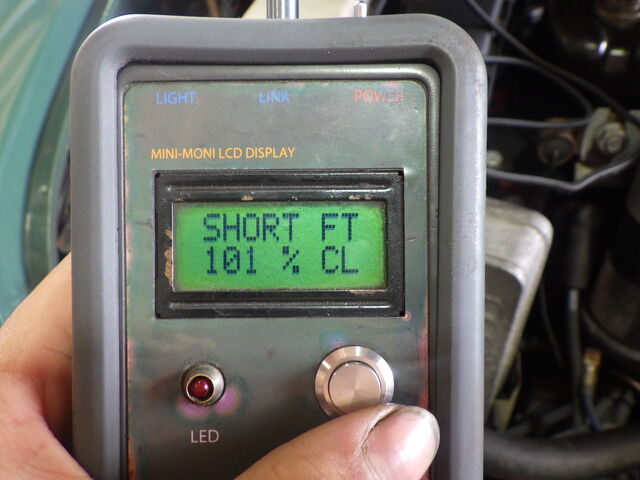 LIGHT LINK POWER
MINI-MONI LCD DISPLAY
SHORT FT
101 % CL
LED